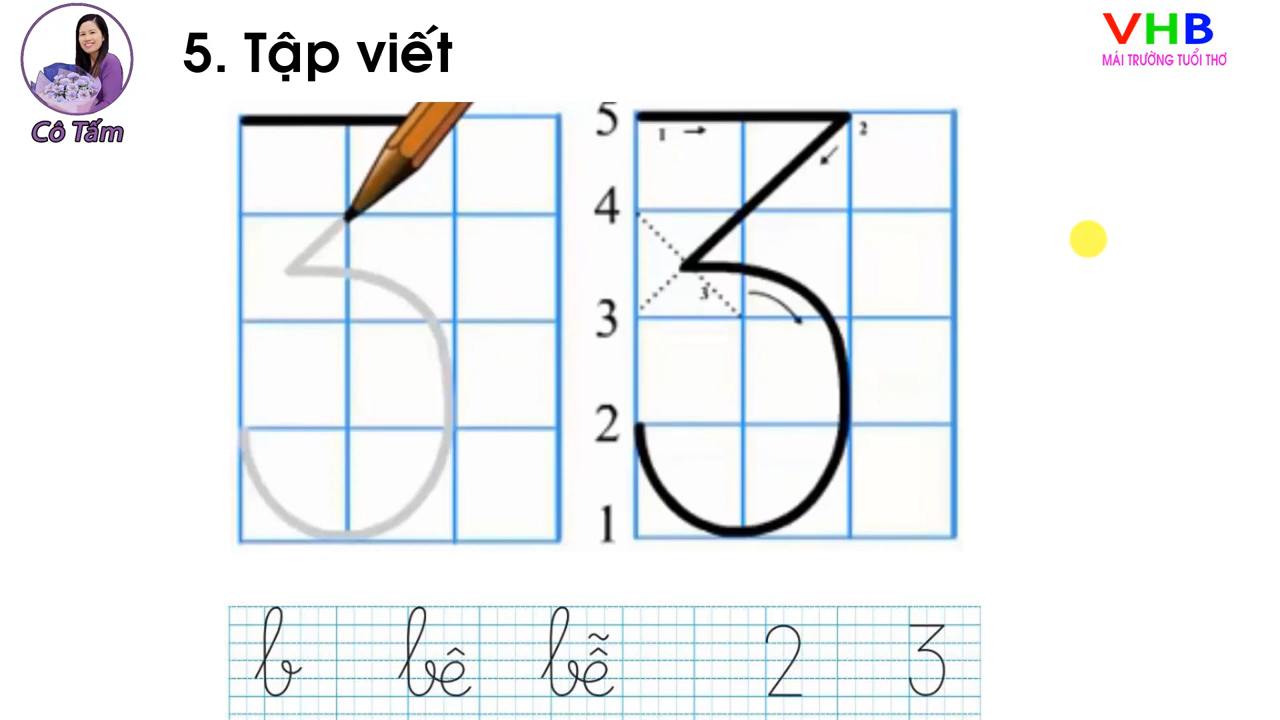 5. Tập viết
VHB
MÁI TRƯỜNG TUỔI THƠ
Cô Tấm
5
1
2
4
3
3
2
1
b bê bễ 2 3